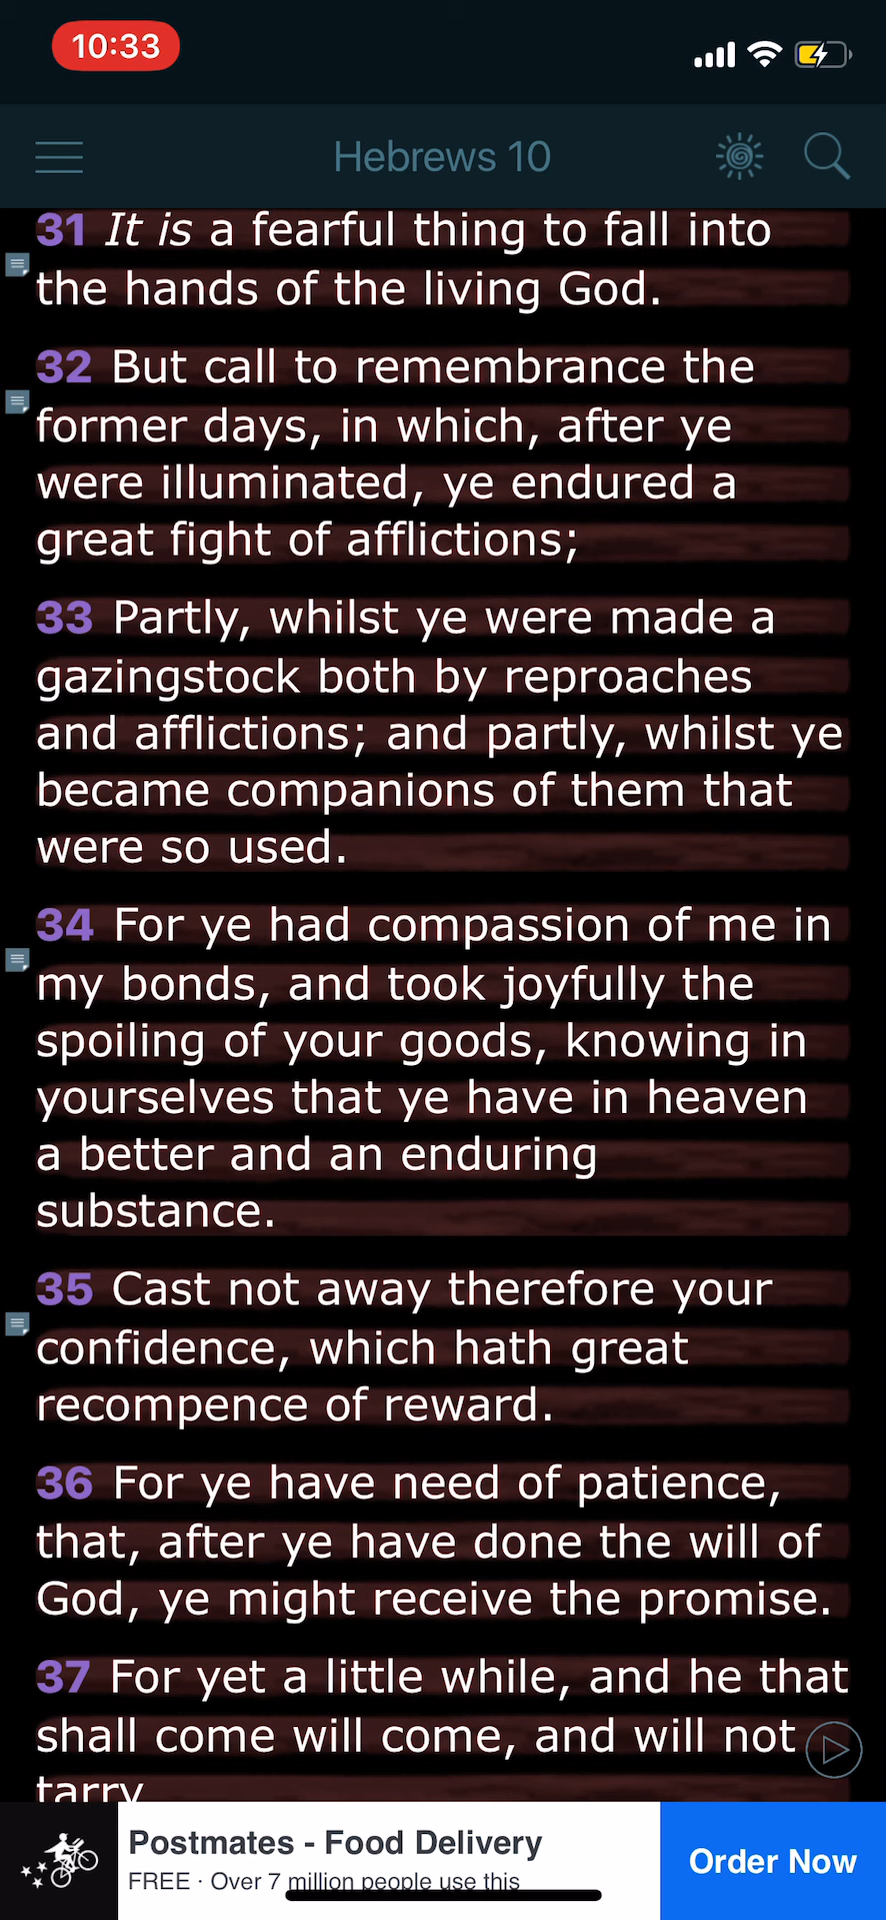 10:33
Hebrews 10
31 It is a fearful thing to fall into
the hands of the living God.
32 But call to remembrance the
former days, in which, after ye
were illuminated, ye endured a
great fight of afflictions;
33 Partly, whilst ye were made a
gazingstock both by reproaches
and afflictions; and partly, whilst ye
became companions of them that
were so used.
34 For ye had compassion of me in
my bonds, and took joyfully the
spoiling of your goods, knowing in
yourselves that ye have in heaven
a better and an enduring
substance.
35 Cast not away therefore your
confidence, which hath great
recompence of reward.
36 For ye have need of patience,
that, after ye have done the will of
God, ye might receive the promise.
37 For yet a little while, and he that
shall come will come, and will not
tarry
Postmates - Food Delivery
FREE · Over 7 million people use this
Order Now